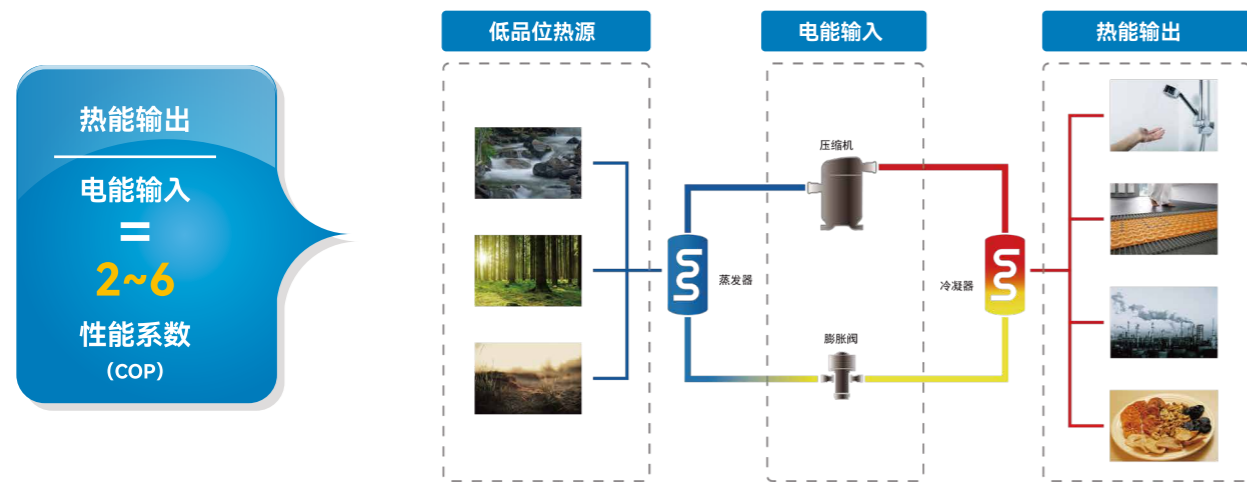 热能输出
电能输入
=
2~6
性能系数
（COP）
低品位热源
电能输入
热能输出
压缩机
蒸发器
冷凝器
膨胀阀